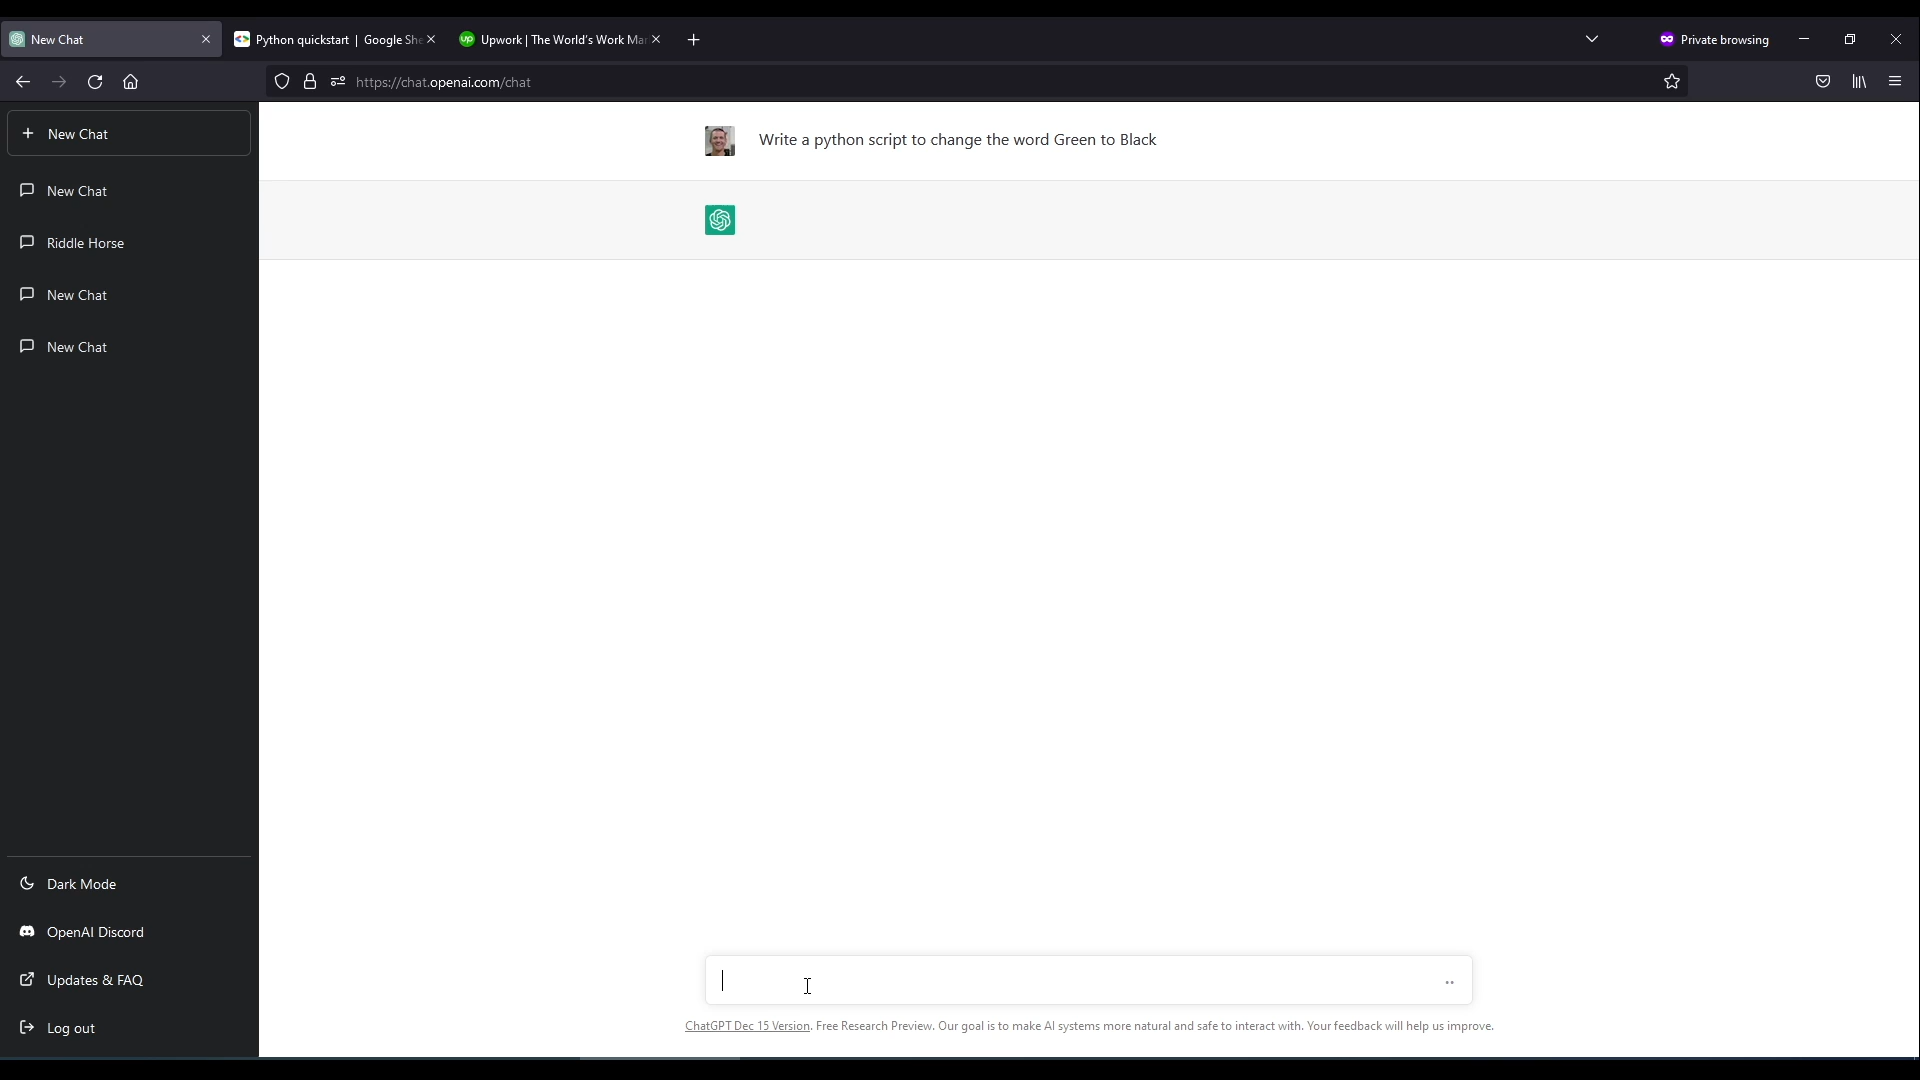 New Chat
Python quickstart | Google She
Upwork | The World's Work Mar
Private browsing
https://chat.openai.com/chat
New Chat
New Chat
Riddle Horse
New Chat
New Chat
Write a python script to change the word Green to Black
Dark Mode
OpenAI Discord
Updates & FAQ
Log out
ChatGPT Dec 15 Version. Free Research Preview. Our goal is to make AI systems more natural and safe to interact with. Your feedback will help us improve.